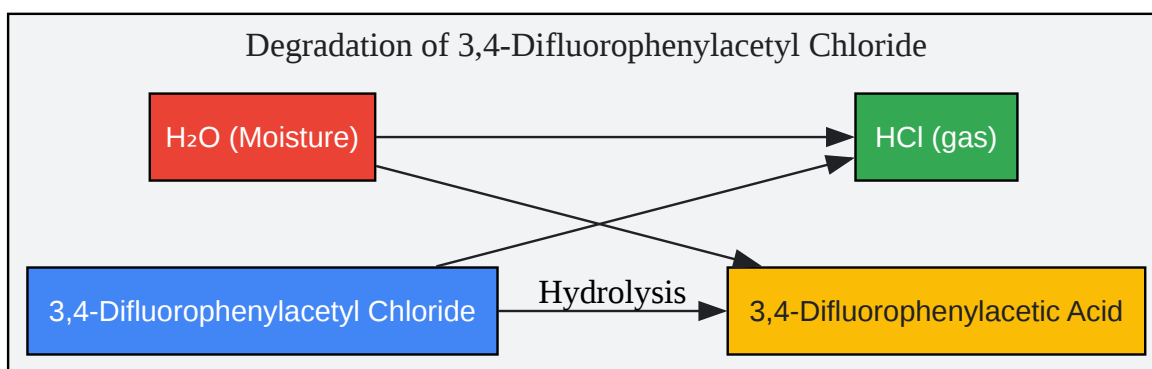 Degradation of 3,4-Difluorophenylacetyl Chloride
H₂O (Moisture)
HCl (gas)
3,4-Difluorophenylacetyl Chloride
Hydrolysis
3,4-Difluorophenylacetic Acid